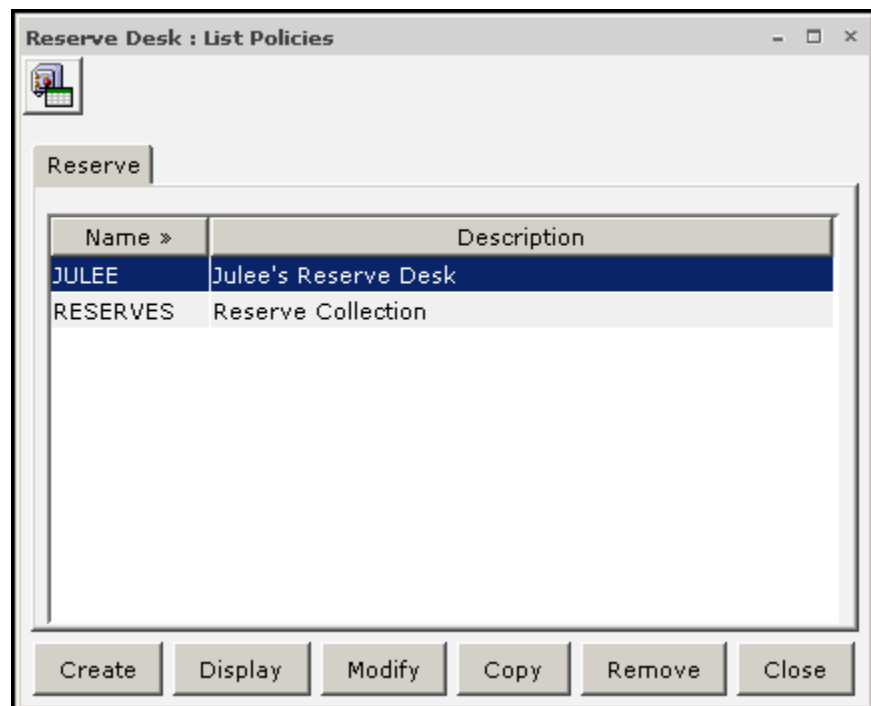 Reserve Desk : List Policies
Reserve
Name » Description
JULEE Julee's Reserve Desk
RESERVES Reserve Collection
Create Display Modify Copy Remove Close